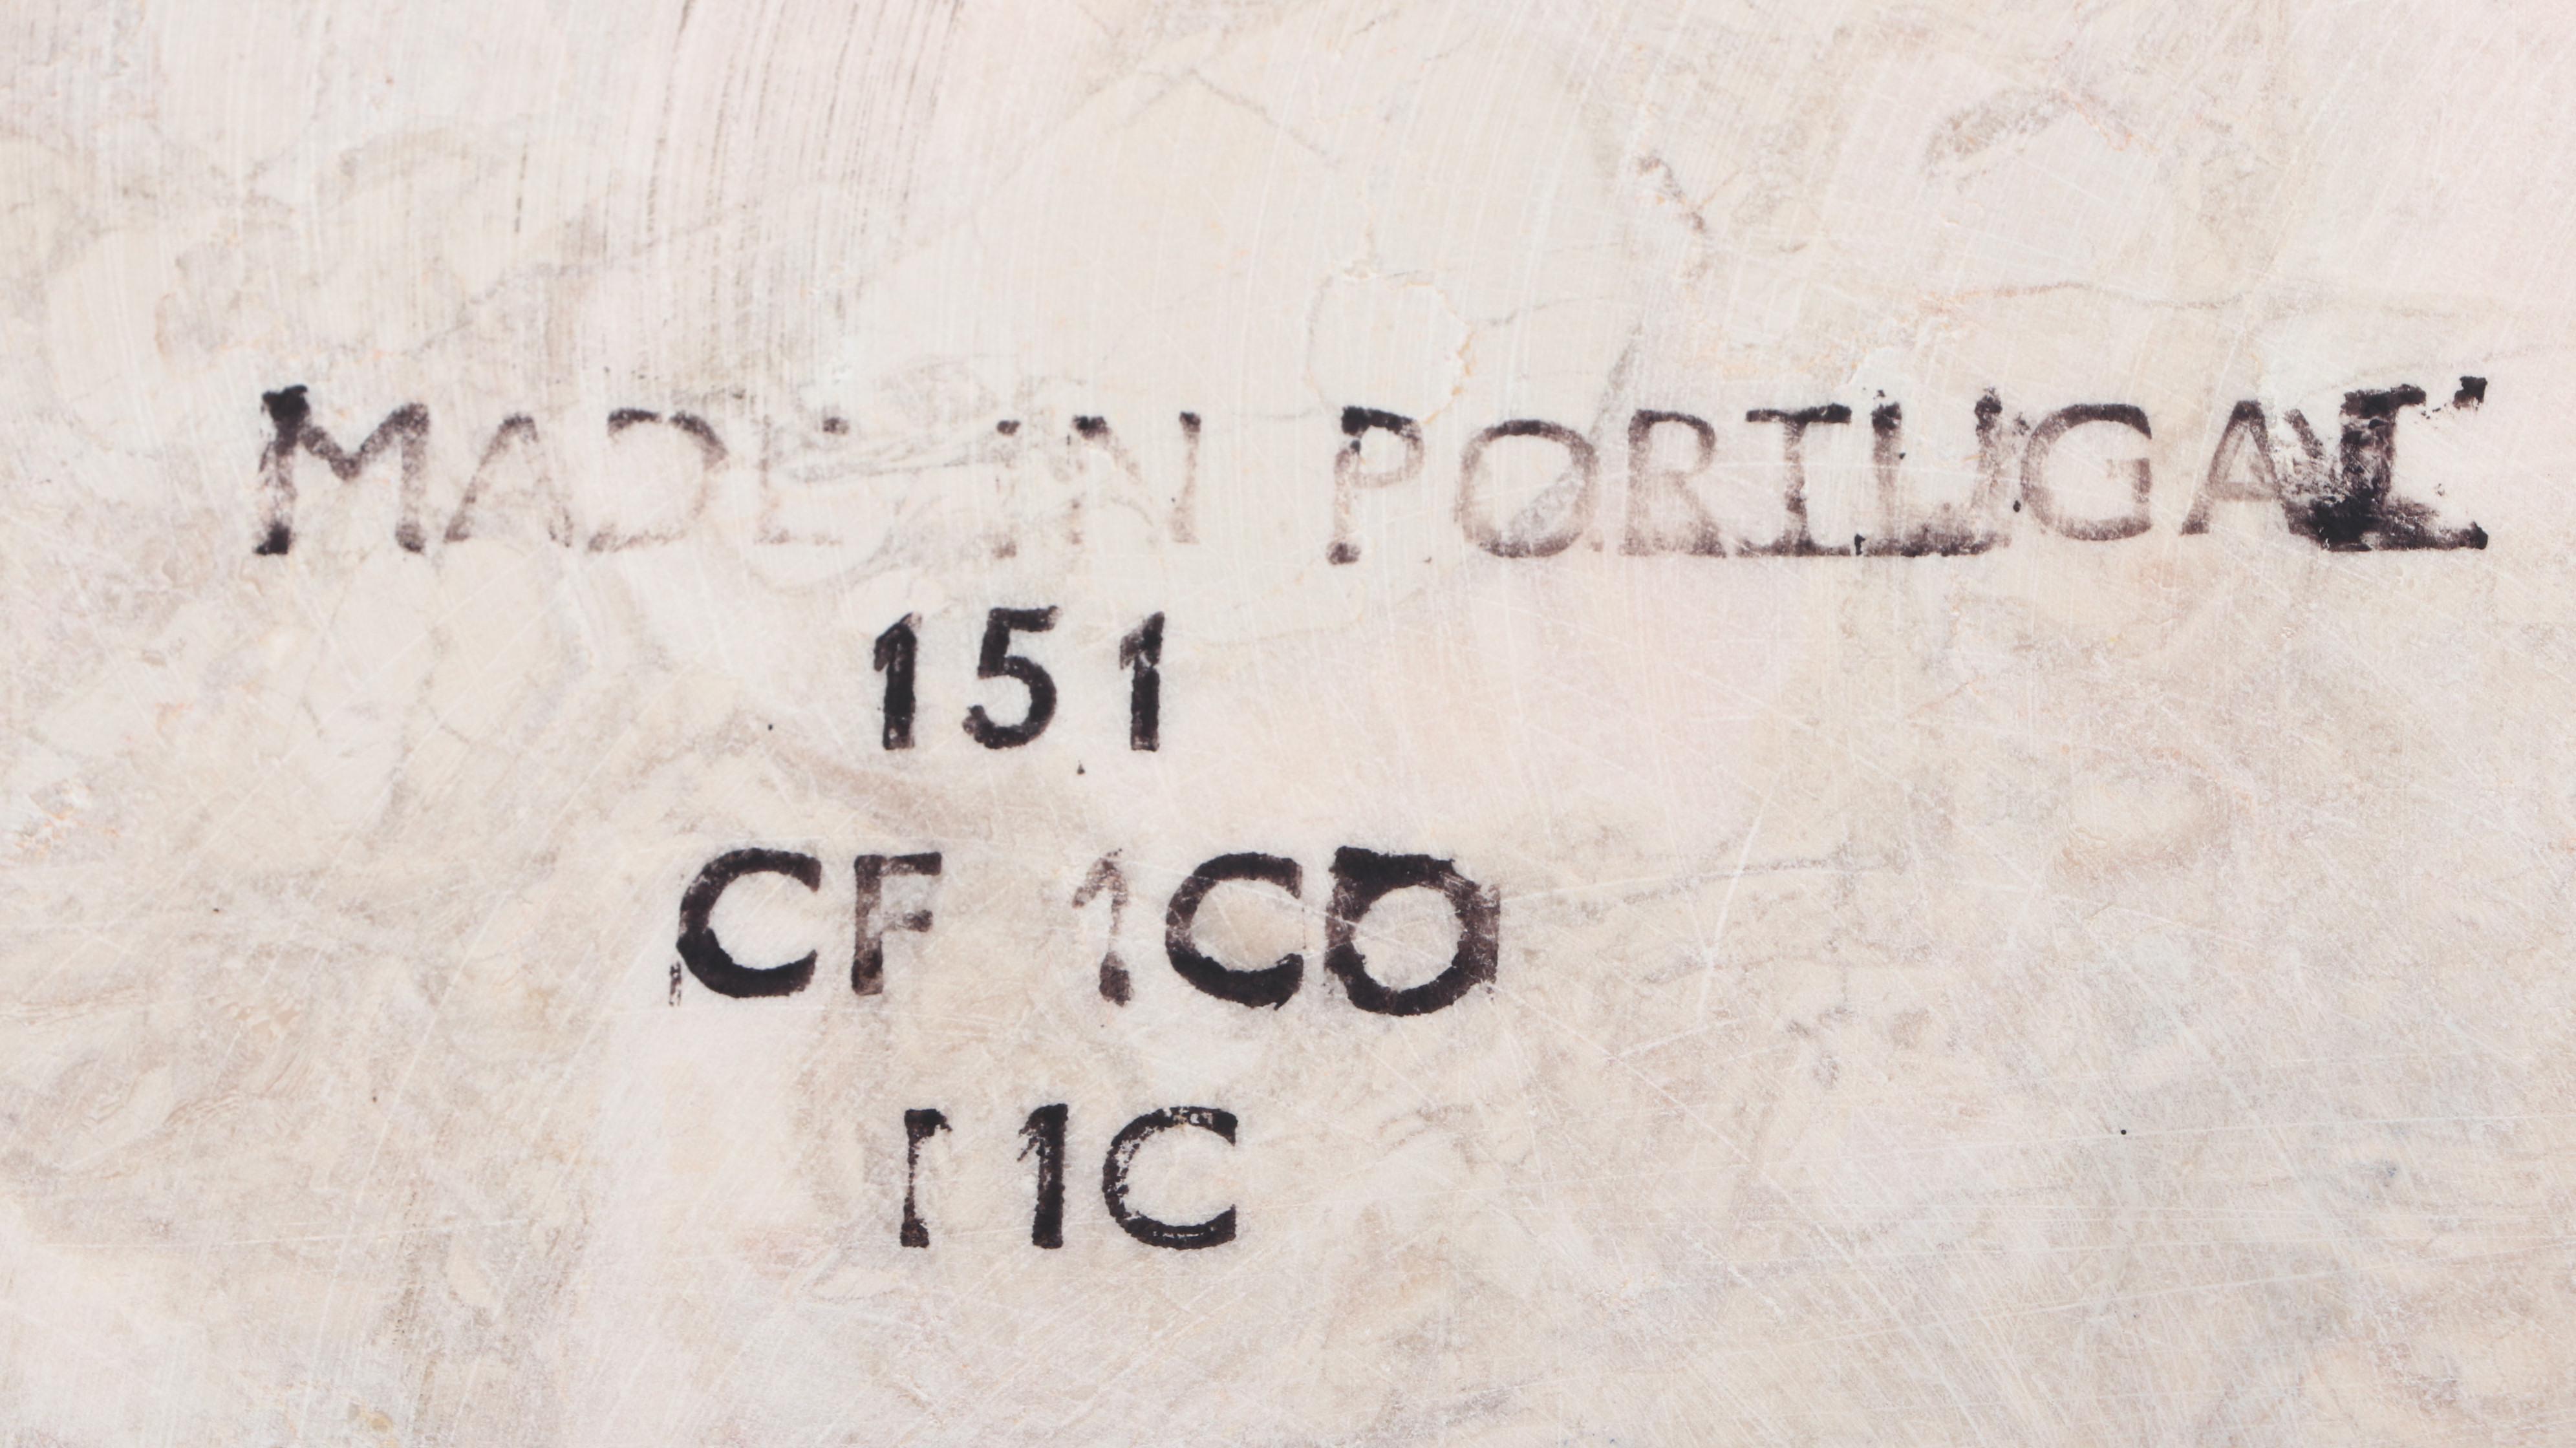 MADE IN PORTUGAL
151
CF 1CO
11C